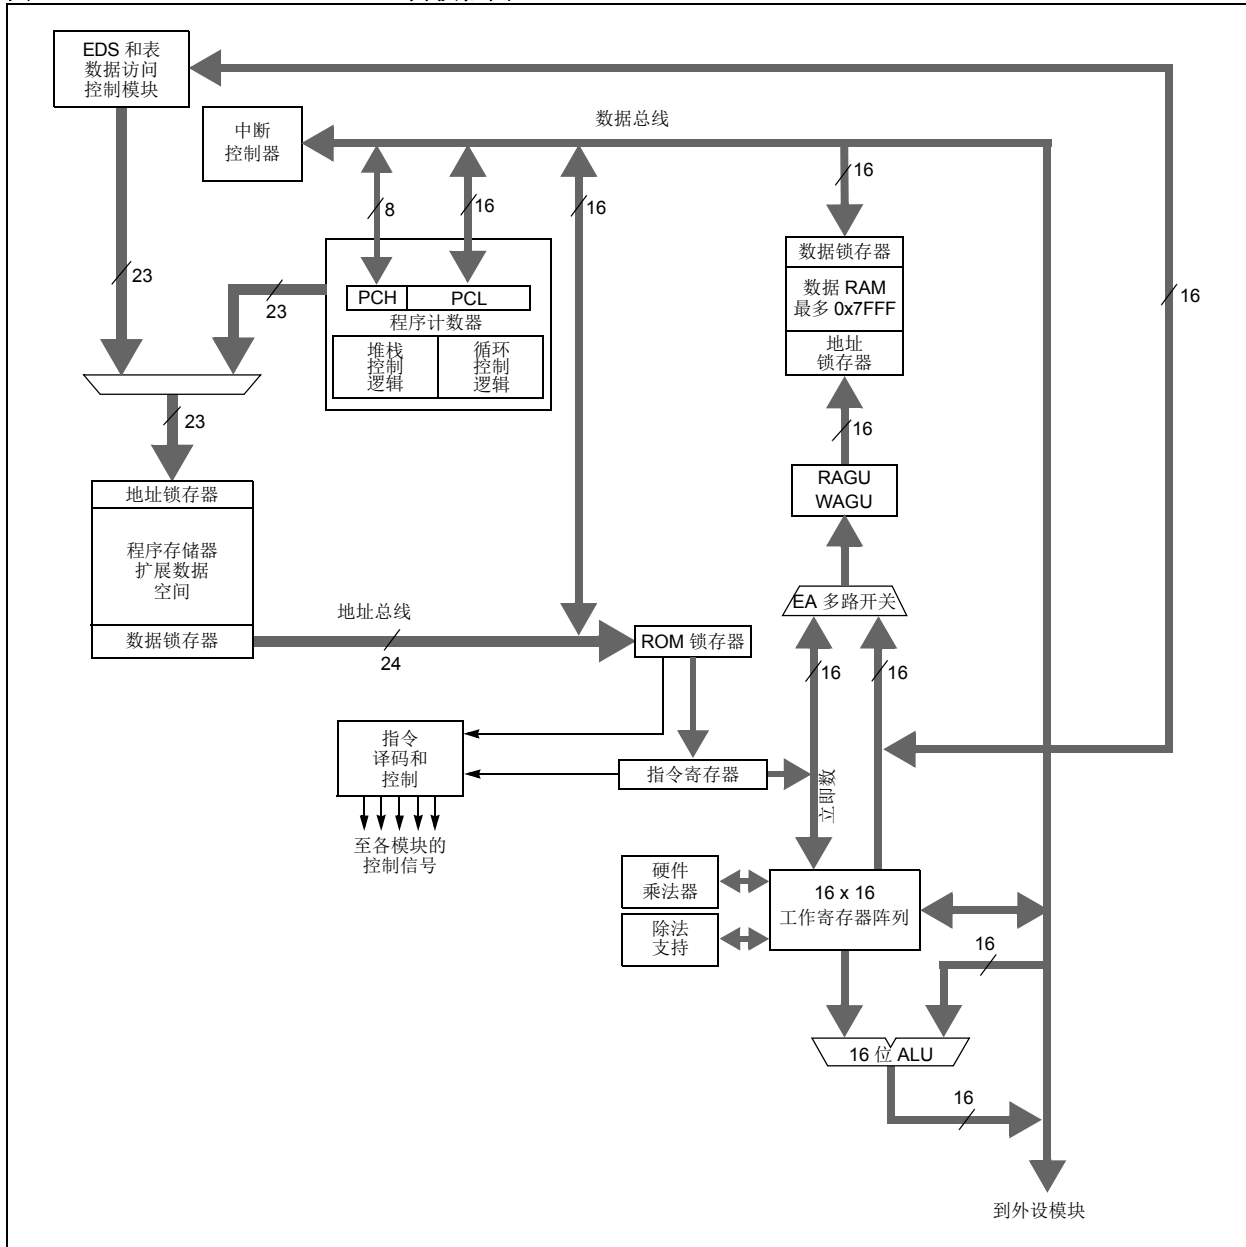 EDS 和表
数据访问
控制模块
中断
控制器
数据总线
16
8
16
16
23
23
16
PCH
PCL
程序计数器
堆栈
控制
逻辑
循环
控制
逻辑
数据锁存器
数据 RAM
最多 0x7FFF
地址
锁存器
23
16
RAGU
WAGU
地址锁存器
程序存储器
扩展数据
空间
数据锁存器
地址总线
24
ROM 锁存器
EA 多路开关
16
16
指令
译码和
控制
指令寄存器
立即数
至各模块的
控制信号
硬件
乘法器
除法
支持
16 x 16
工作寄存器阵列
16
16 位 ALU
16
到外设模块